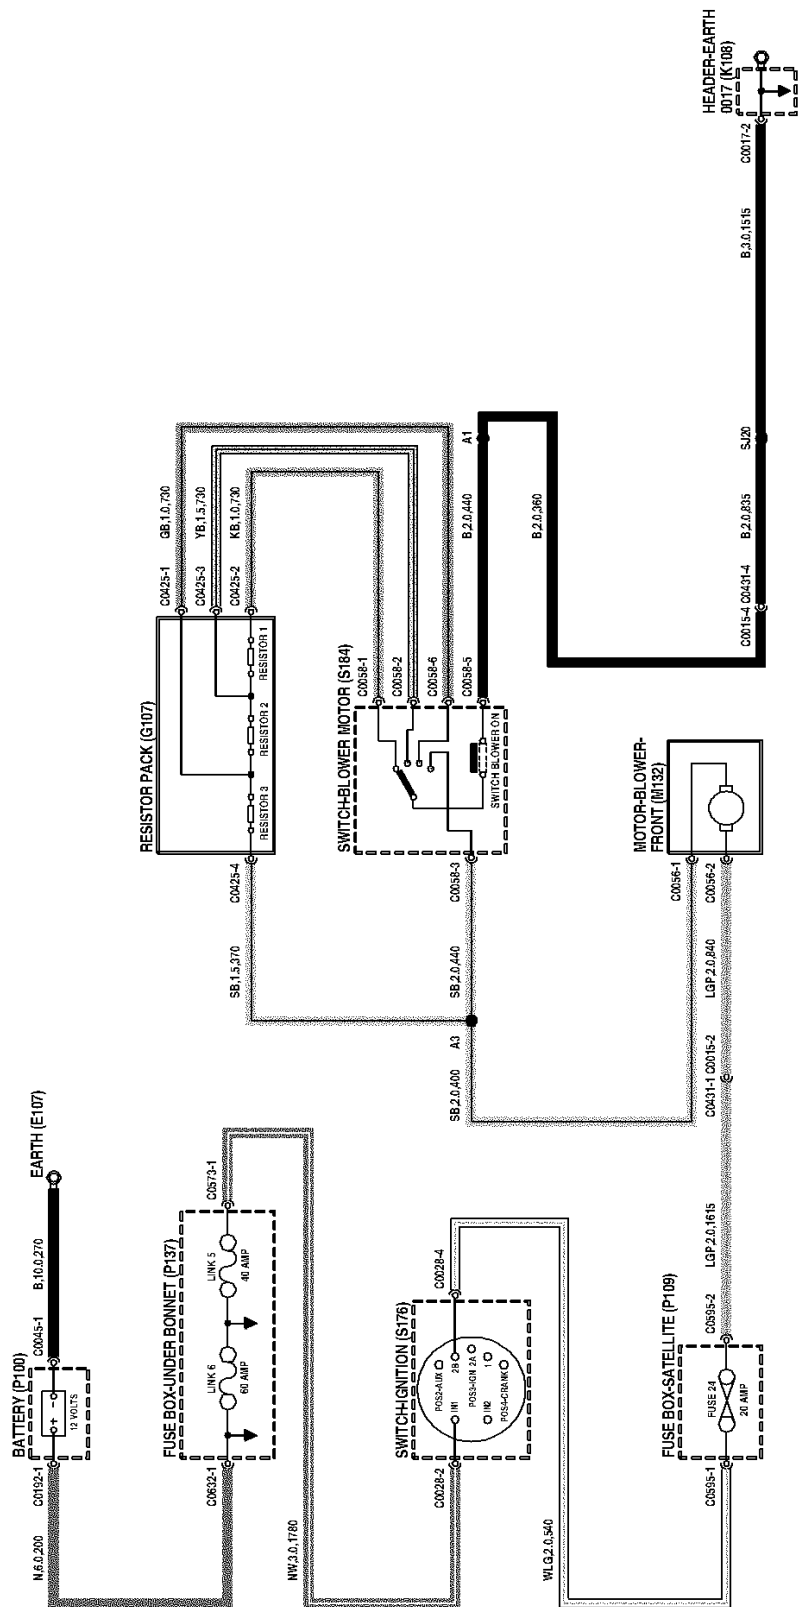 BATTERY (P100)
EARTH (E107)
C0192-1
C0045-1
N,6.0,200
B,10.0,270
+ -
12 VOLTS
FUSE BOX-UNDER BONNET (P137)
C0632-1
C0573-1
LINK 6
60 AMP
LINK 5
40 AMP
NW,3.0,1780
SWITCH-IGNITION (S176)
C0028-2
C0028-4
POS2-AUX
IN1
2B
POS3-IGN 2A
IN2
1
POS4-CRANK
WLG,2.0,540
FUSE BOX-SATELLITE (P109)
C0595-1
C0595-2
FUSE 24
20 AMP
LGP,2.0,1615
C0431-1 C0015-2
LGP,2.0,840
RESISTOR PACK (G107)
C0425-4
C0425-1
C0425-3
C0425-2
RESISTOR 3
RESISTOR 2
RESISTOR 1
GB,1.0,730
YB,1.5,730
KB,1.0,730
SB,1.5,370
SWITCH-BLOWER MOTOR (S184)
C0058-3
C0058-1
C0058-2
C0058-6
C0058-5
SWITCH BLOWER ON
SB,2.0,440
A3
SB,2.0,400
MOTOR-BLOWER-
FRONT (M132)
C0056-1
C0056-2
B,2.0,440
A1
B,2.0,360
C0015-4 C0431-4
B,2.0,835
SJ20
B,3.0,1515
C0017-2
HEADER-EARTH
0017 (K108)